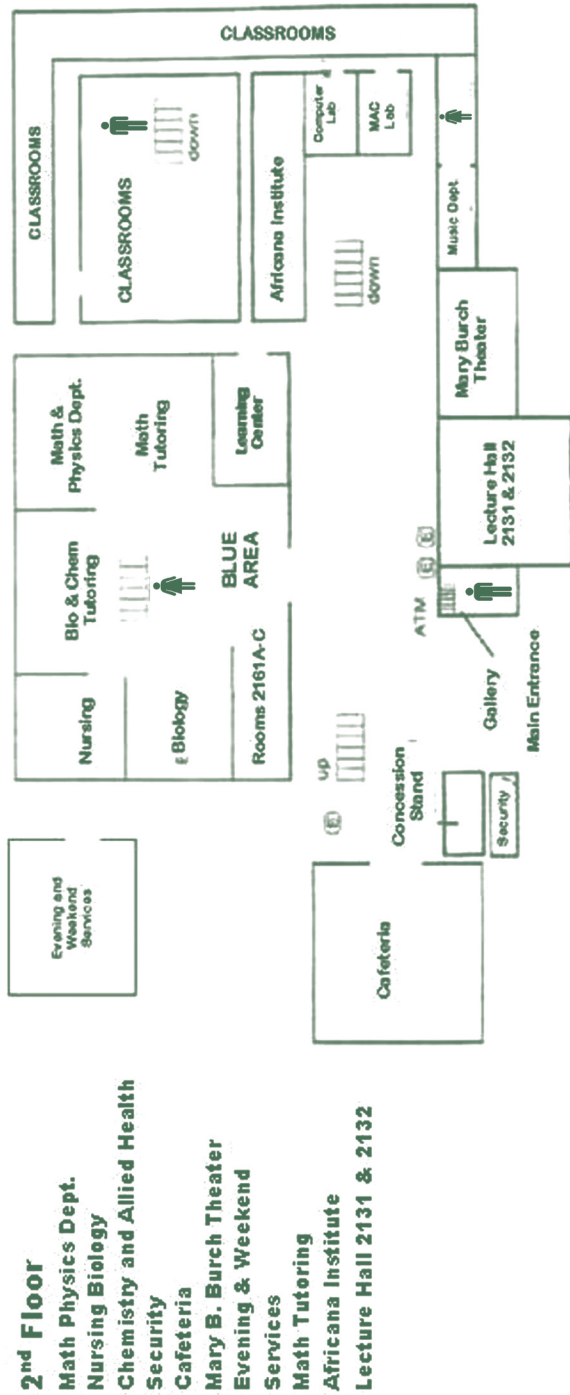 2nd Floor
Math Physics Dept.
Nursing Biology
Chemistry and Allied Health
Security
Cafeteria
Mary B. Burch Theater
Evening & Weekend
Services
Math Tutoring
Africana Institute
Lecture Hall 2131 & 2132
Evening and
Weekend
Services
Nursing
Bio & Chem
Tutoring
Math &
Physics Dept.
CLASSROOMS
Biology
Math
Tutoring
CLASSROOMS
down
CLASSROOMS
Rooms 2161A-C
BLUE
AREA
Learning
Center
Africana Institute
Computer
Lab
MAC
Lab
E
up
down
Cafeteria
Concession
Stand
ATM
E
E
Security
Gallery
Main Entrance
Lecture Hall
2131 & 2132
Mary Burch
Theater
Music Dept.